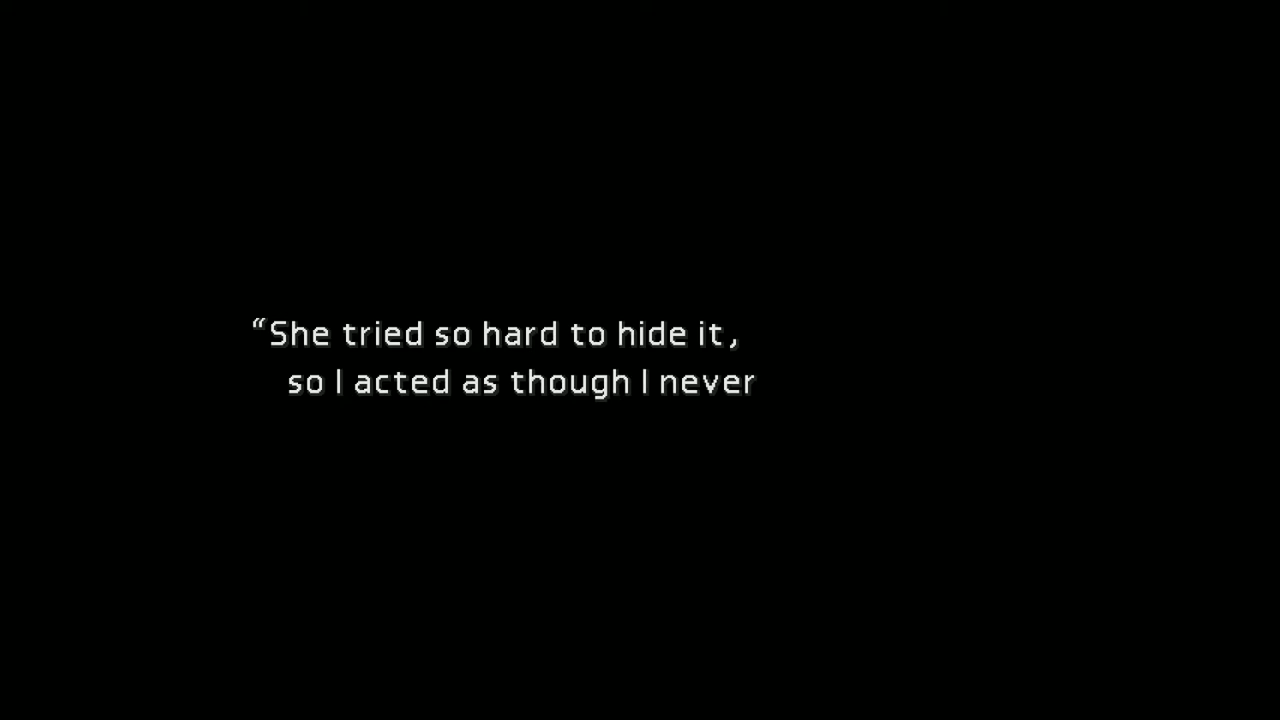 “She tried so hard to hide it,
so I acted as though I never